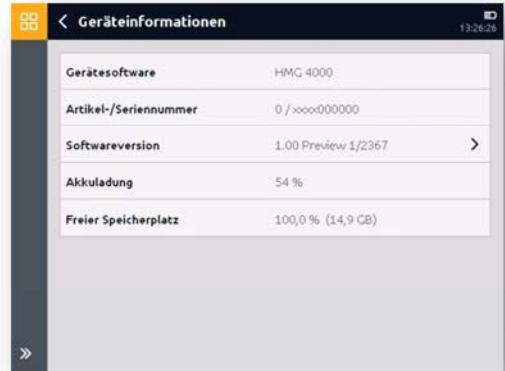 Geräteinformationen
13:26:26
Gerätesoftware HMG 4000
Artikel-/Seriennummer 0 / xxxx000000
Softwareversion 1.00 Preview 1/2367
Akkuladung 54 %
Freier Speicherplatz 100,0 % (14,9 GB)